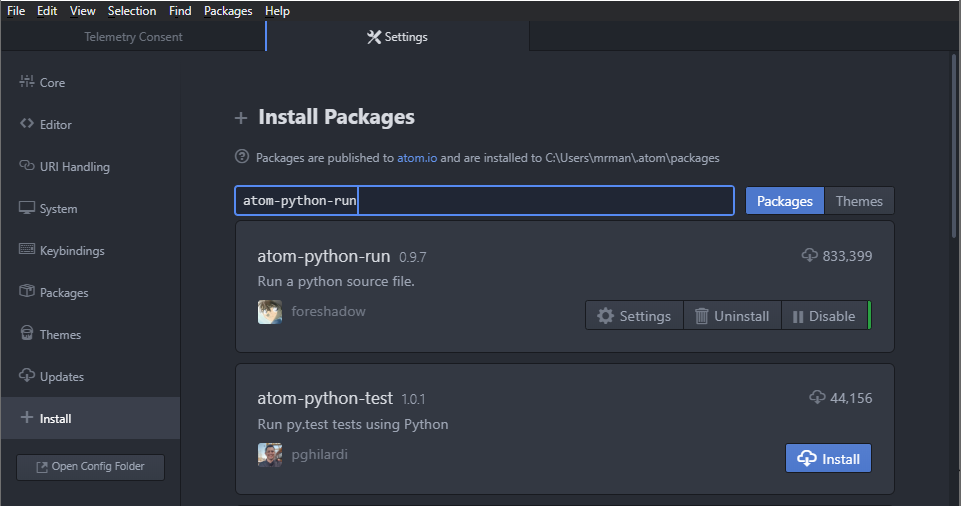 File Edit View Selection Find Packages Help
Telemetry Consent Settings
Core
Editor
URI Handling
System
Keybindings
Packages
Themes
Updates
Install
Open Config Folder
Install Packages
Packages are published to atom.io and are installed to C:\Users\mrman\.atom\packages
atom-python-run Packages Themes
atom-python-run 0.9.7 833,399
Run a python source file.
foreshadow Settings Uninstall Disable
atom-python-test 1.0.1 44,156
Run py.test tests using Python
pghilardi Install